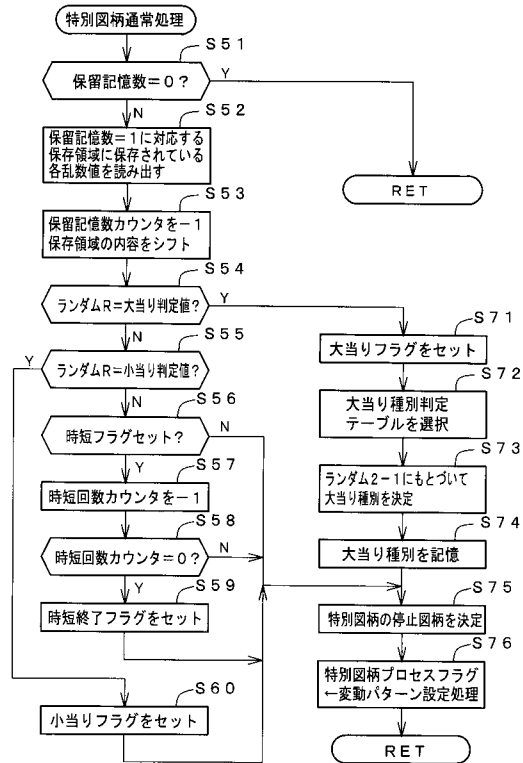 特別図柄通常処理
S51
保留記憶数=0?
Y
N
S52
保留記憶数=1に対応する
保存領域に保存されている
各乱数値を読み出す
RET
S53
保留記憶数カウンタを-1
保存領域の内容をシフト
S54
ランダムR=大当り判定値?
Y
N
S55
ランダムR=小当り判定値?
Y
N
S56
時短フラグセット?
N
Y
S57
時短回数カウンタを-1
S58
時短回数カウンタ=0?
N
Y
S59
時短終了フラグをセット
S60
小当りフラグをセット
S71
大当りフラグをセット
S72
大当り種別判定
テーブルを選択
S73
ランダム2-1にもとづいて
大当り種別を決定
S74
大当り種別を記憶
S75
特別図柄の停止図柄を決定
S76
特別図柄プロセスフラグ
←変動パターン設定処理
RET